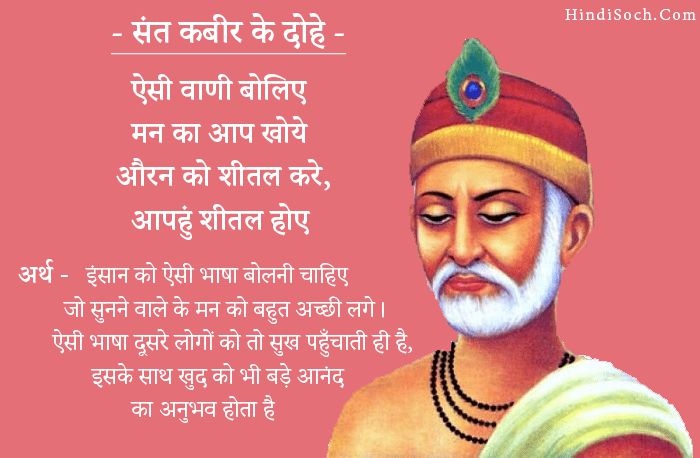 HindiSoch.Com
- संत कबीर के दोहे -
ऐसी वाणी बोलिए
मन का आप खोये
औरन को शीतल करे,
आपहुं शीतल होए
अर्थ - इंसान को ऐसी भाषा बोलनी चाहिए
जो सुनने वाले के मन को बहुत अच्छी लगे।
ऐसी भाषा दूसरे लोगों को तो सुख पहुँचाती ही है,
इसके साथ खुद को भी बड़े आनंद
का अनुभव होता है